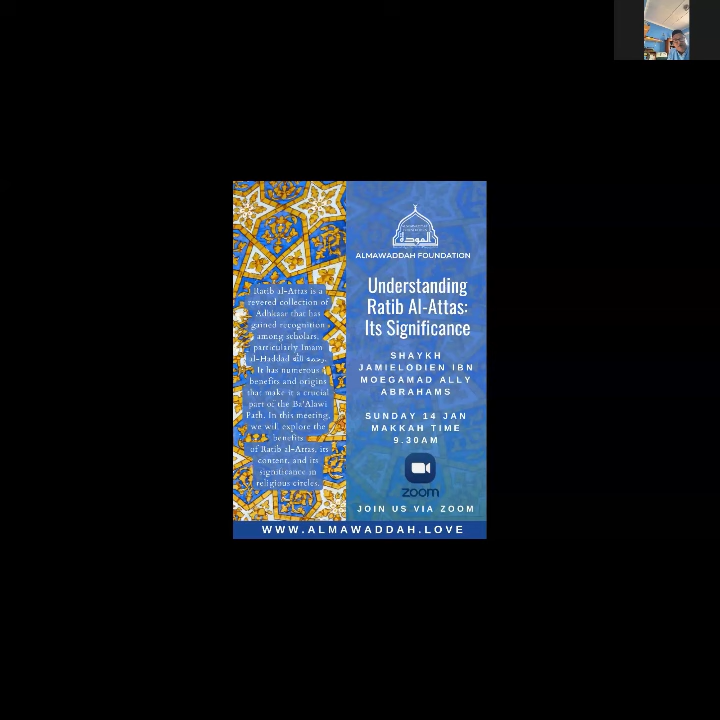 ALMAWADDAH FOUNDATION
Understanding
Ratib Al-Attas:
Its Significance
SHAYKH
JAMIELODIEN IBN
MOEGAMAD ALLY
ABRAHAMS
SUNDAY 14 JAN
MAKKAH TIME
9.30AM
zoom
JOIN US VIA ZOOM
Ratib al-Attas is a
revered collection of
Adhkaar that has
gained recognition
among scholars,
particularly Imam
al-Haddad رحمة الله.
It has numerous
benefits and origins
that make it a crucial
part of the Ba'Alawi
Path. In this meeting,
we will explore the
benefits
of Ratib al-Attas, its
content, and its
significance in
religious circles.
WWW.ALMAWADDAH.LOVE